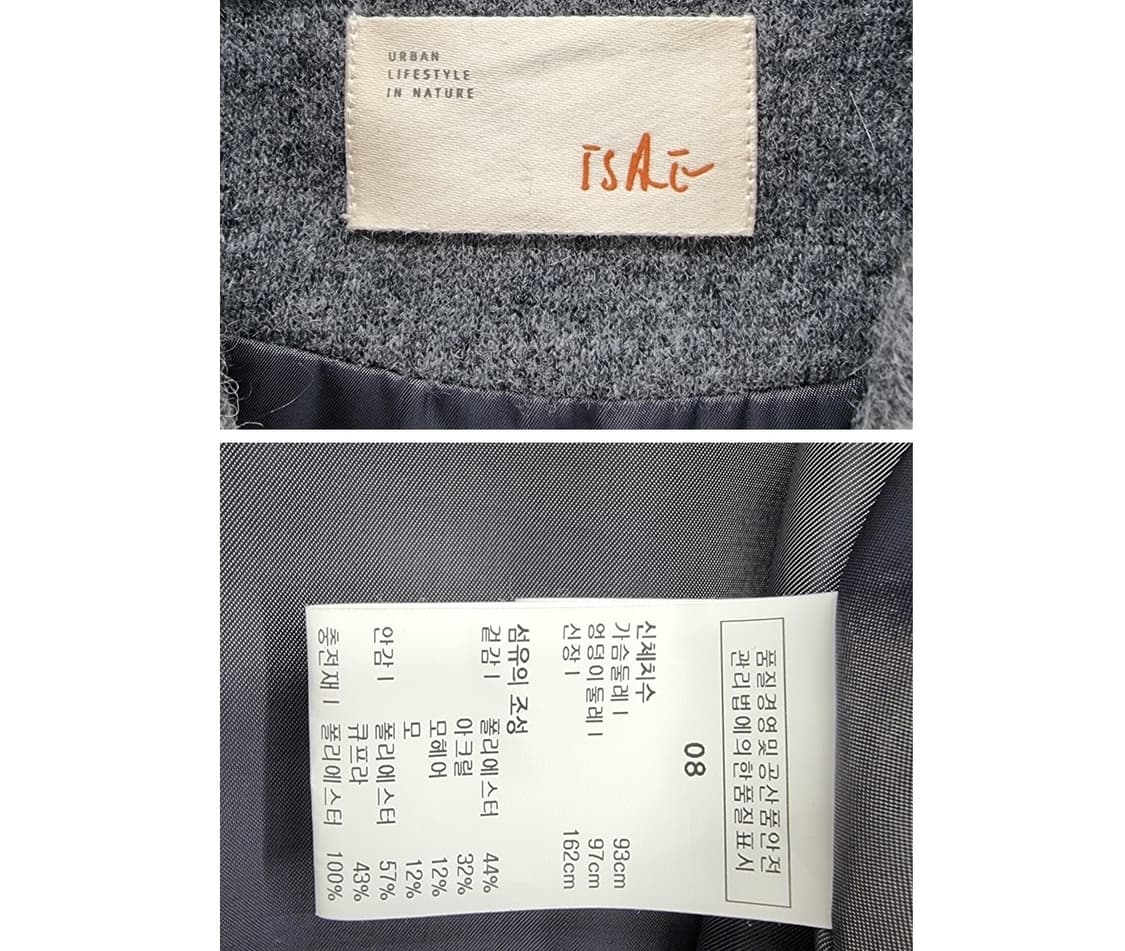 URBAN
LIFESTYLE
IN NATURE
ISAE
품질경영및 공산품안전
관리법에의한품질 표시
08
신체치수
가슴둘레 I 93cm
엉덩이둘레 I 97cm
신장 I 162cm
섬유의 조성
겉감 I 폴리에스터 44%
아크릴 32%
모헤어 12%
모 12%
안감 I 폴리에스터 57%
큐프라 43%
충전재 I 폴리에스터 100%